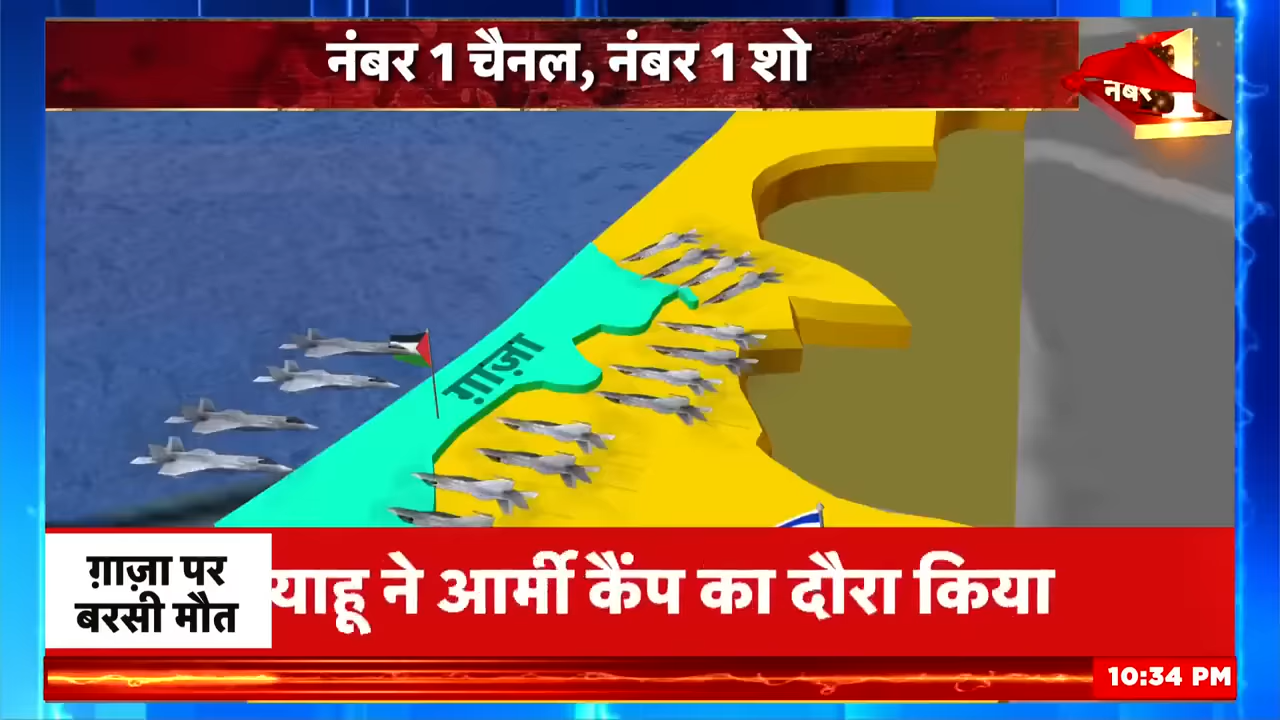 नंबर 1 चैनल, नंबर 1 शो
नंबर 1
ग़ाज़ा
ग़ाज़ा पर
बरसी मौत
याहू ने आर्मी कैंप का दौरा किया
10:34 PM